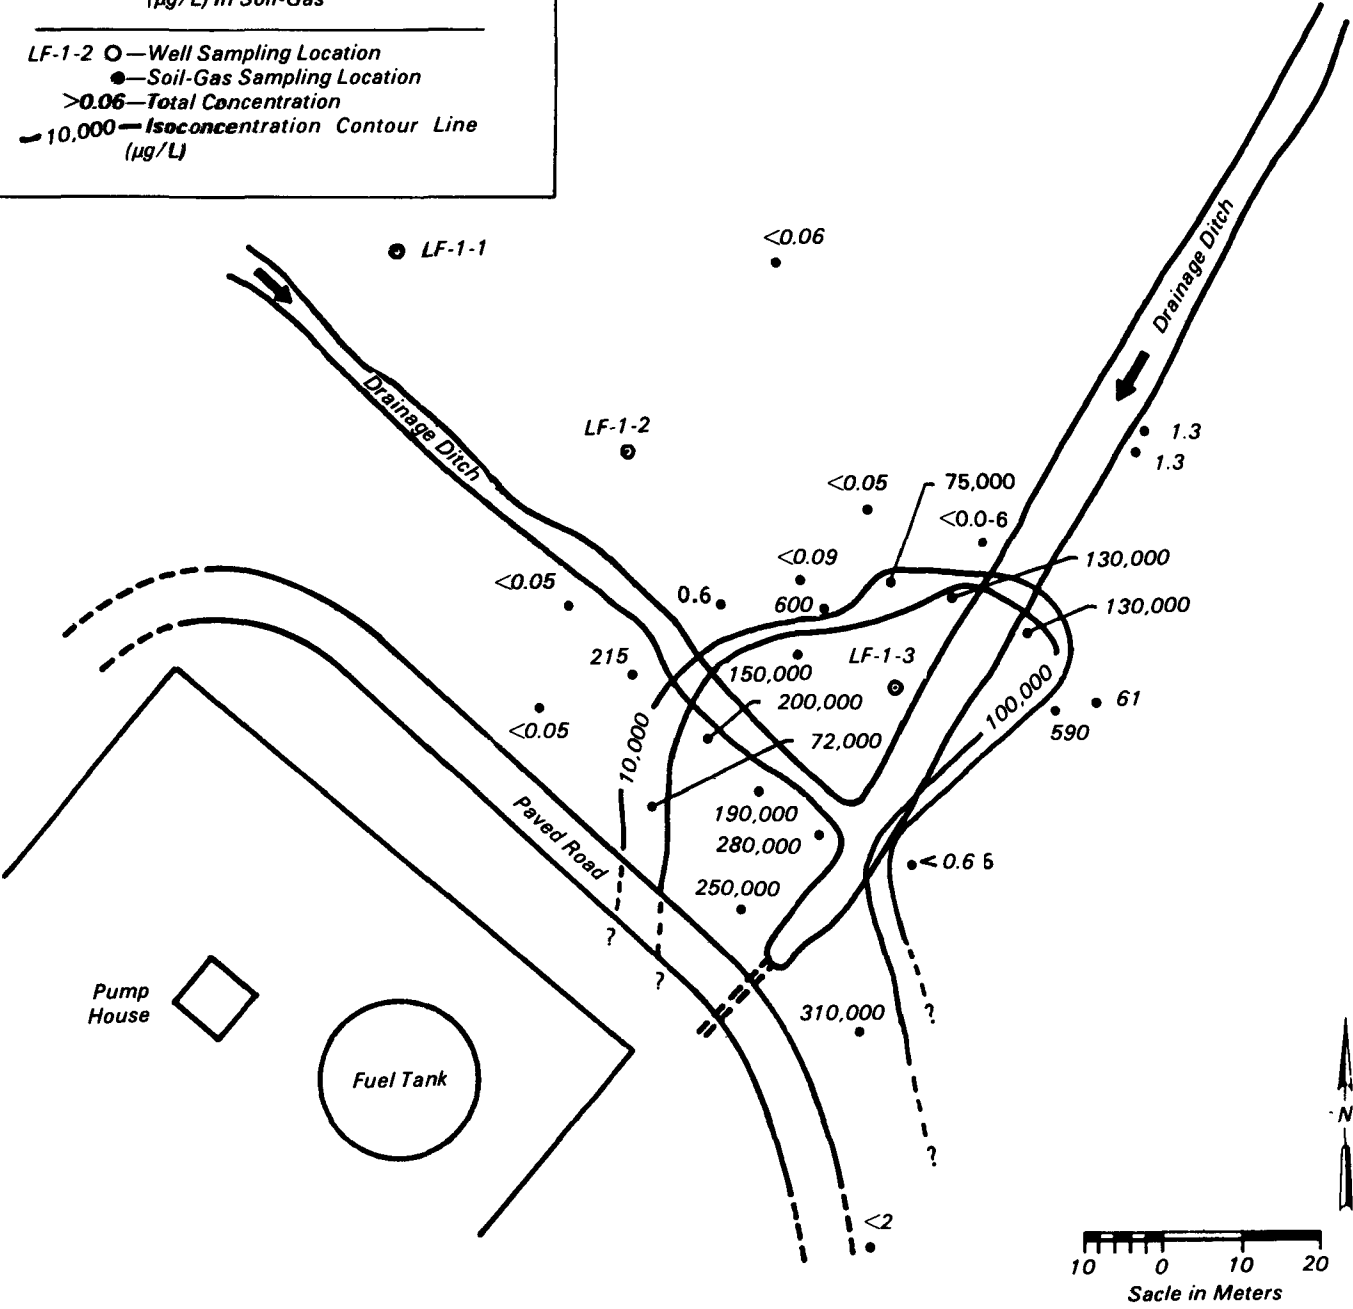 (µg/L) in Soil-Gas
LF-1-2 —Well Sampling Location
—Soil-Gas Sampling Location
>0.06—Total Concentration
10,000—Isoconcentration Contour Line
(µg/L)
LF-1-1
<0.06
Drainage Ditch
Drainage Ditch
LF-1-2
1.3
1.3
<0.05
75,000
<0.0-6
<0.09
130,000
<0.05
0.6
600
130,000
215
150,000
LF-1-3
200,000
100,000
61
<0.05
590
10,000
72,000
190,000
280,000
Paved Road
< 0.6 6
250,000
?
?
Pump
House
310,000
?
Fuel Tank
N
?
<2
10 0 10 20
Sacle in Meters